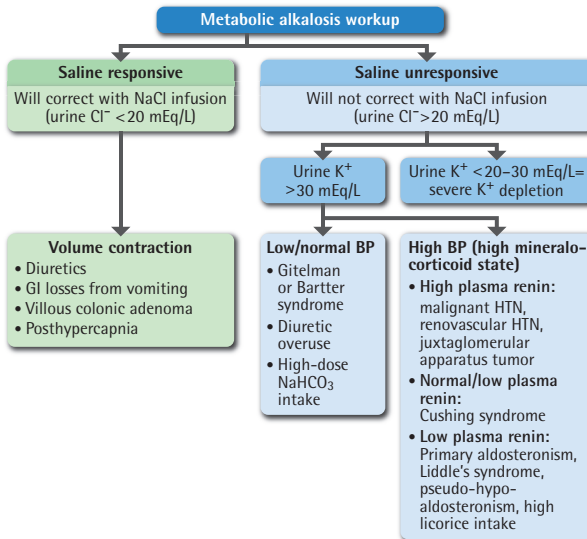 Metabolic alkalosis workup
Saline responsive
Will correct with NaCl infusion
(urine Cl⁻ <20 mEq/L)
Saline unresponsive
Will not correct with NaCl infusion
(urine Cl⁻>20 mEq/L)
Urine K⁺
>30 mEq/L
Urine K⁺ <20–30 mEq/L=
severe K⁺ depletion
Volume contraction
• Diuretics
• GI losses from vomiting
• Villous colonic adenoma
• Posthypercapnia
Low/normal BP
• Gitelman
or Bartter
syndrome
• Diuretic
overuse
• High-dose
NaHCO₃
intake
High BP (high mineralo-
corticoid state)
• High plasma renin:
malignant HTN,
renovascular HTN,
juxtaglomerular
apparatus tumor
• Normal/low plasma
renin:
Cushing syndrome
• Low plasma renin:
Primary aldosteronism,
Liddle's syndrome,
pseudo-hypo-
aldosteronism, high
licorice intake